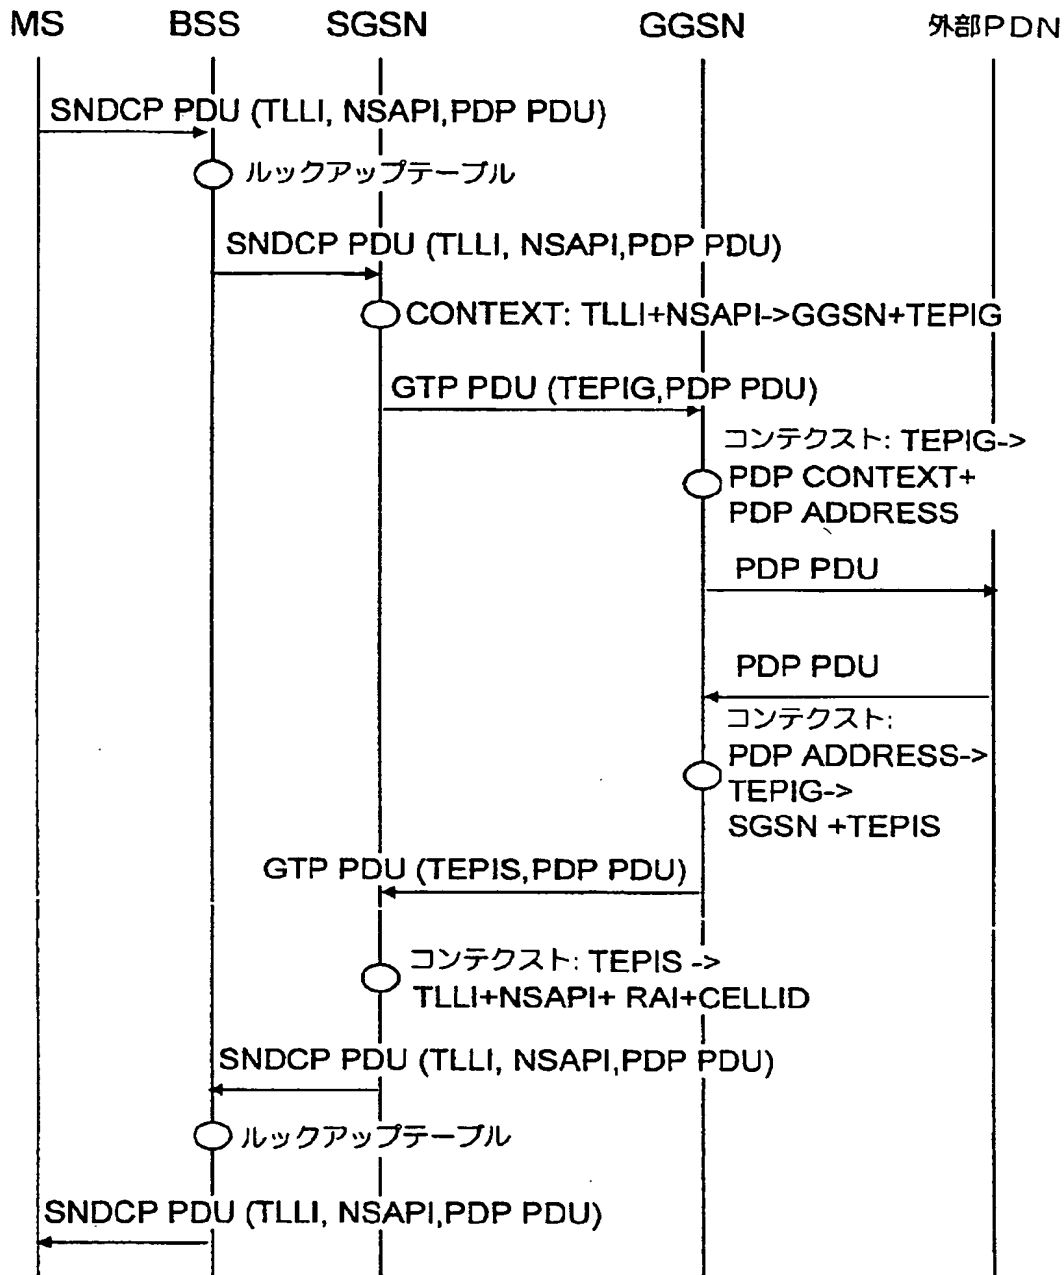 MS BSS SGSN GGSN 外部PDN
SNDCP PDU (TLLI, NSAPI,PDP PDU)
ルックアップテーブル
SNDCP PDU (TLLI, NSAPI,PDP PDU)
CONTEXT: TLLI+NSAPI->GGSN+TEPIG
GTP PDU (TEPIG,PDP PDU)
コンテクスト: TEPIG->
PDP CONTEXT+
PDP ADDRESS
PDP PDU
PDP PDU
コンテクスト:
PDP ADDRESS->
TEPIG->
SGSN +TEPIS
GTP PDU (TEPIS,PDP PDU)
コンテクスト: TEPIS ->
TLLI+NSAPI+ RAI+CELLID
SNDCP PDU (TLLI, NSAPI,PDP PDU)
ルックアップテーブル
SNDCP PDU (TLLI, NSAPI,PDP PDU)